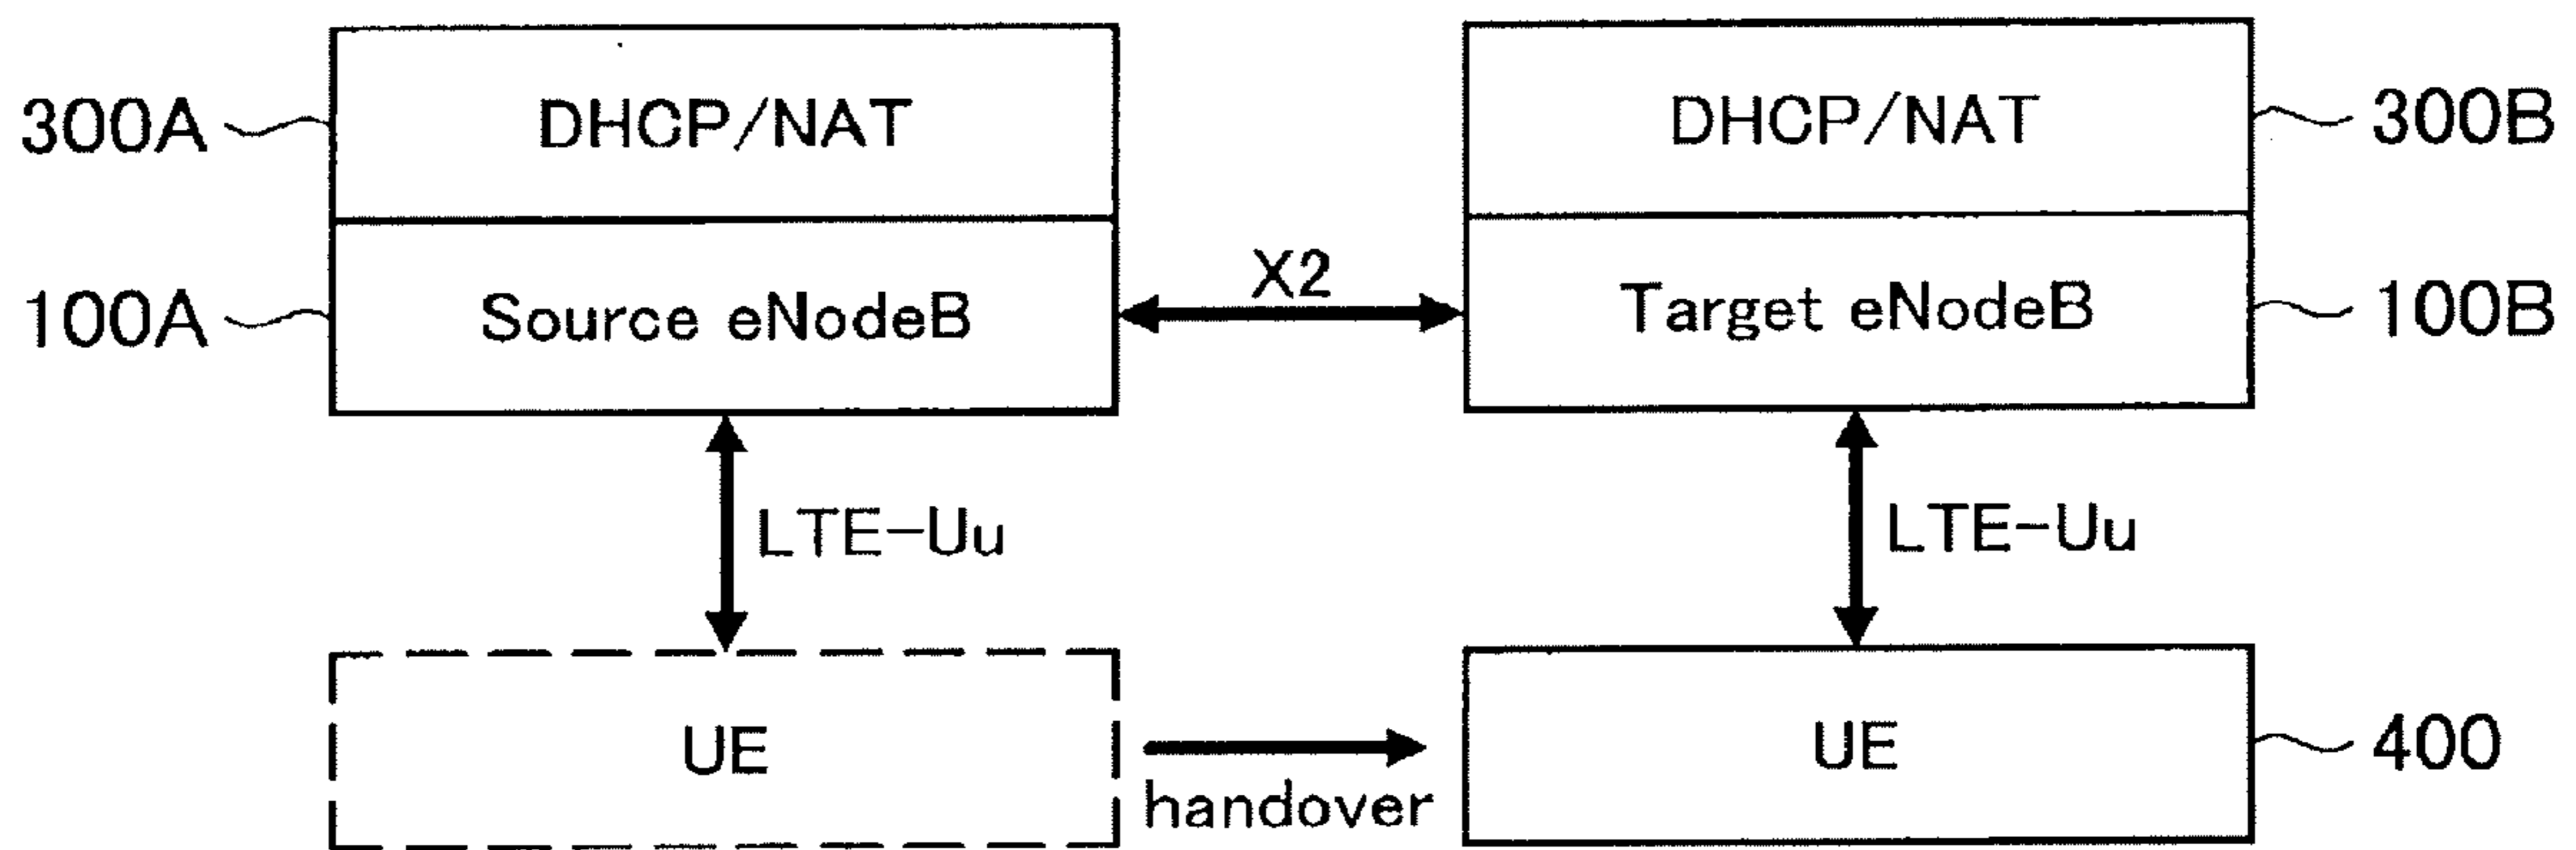 300A DHCP/NAT DHCP/NAT 300B
100A Source eNodeB X2 Target eNodeB 100B
LTE-Uu LTE-Uu
UE handover UE 400